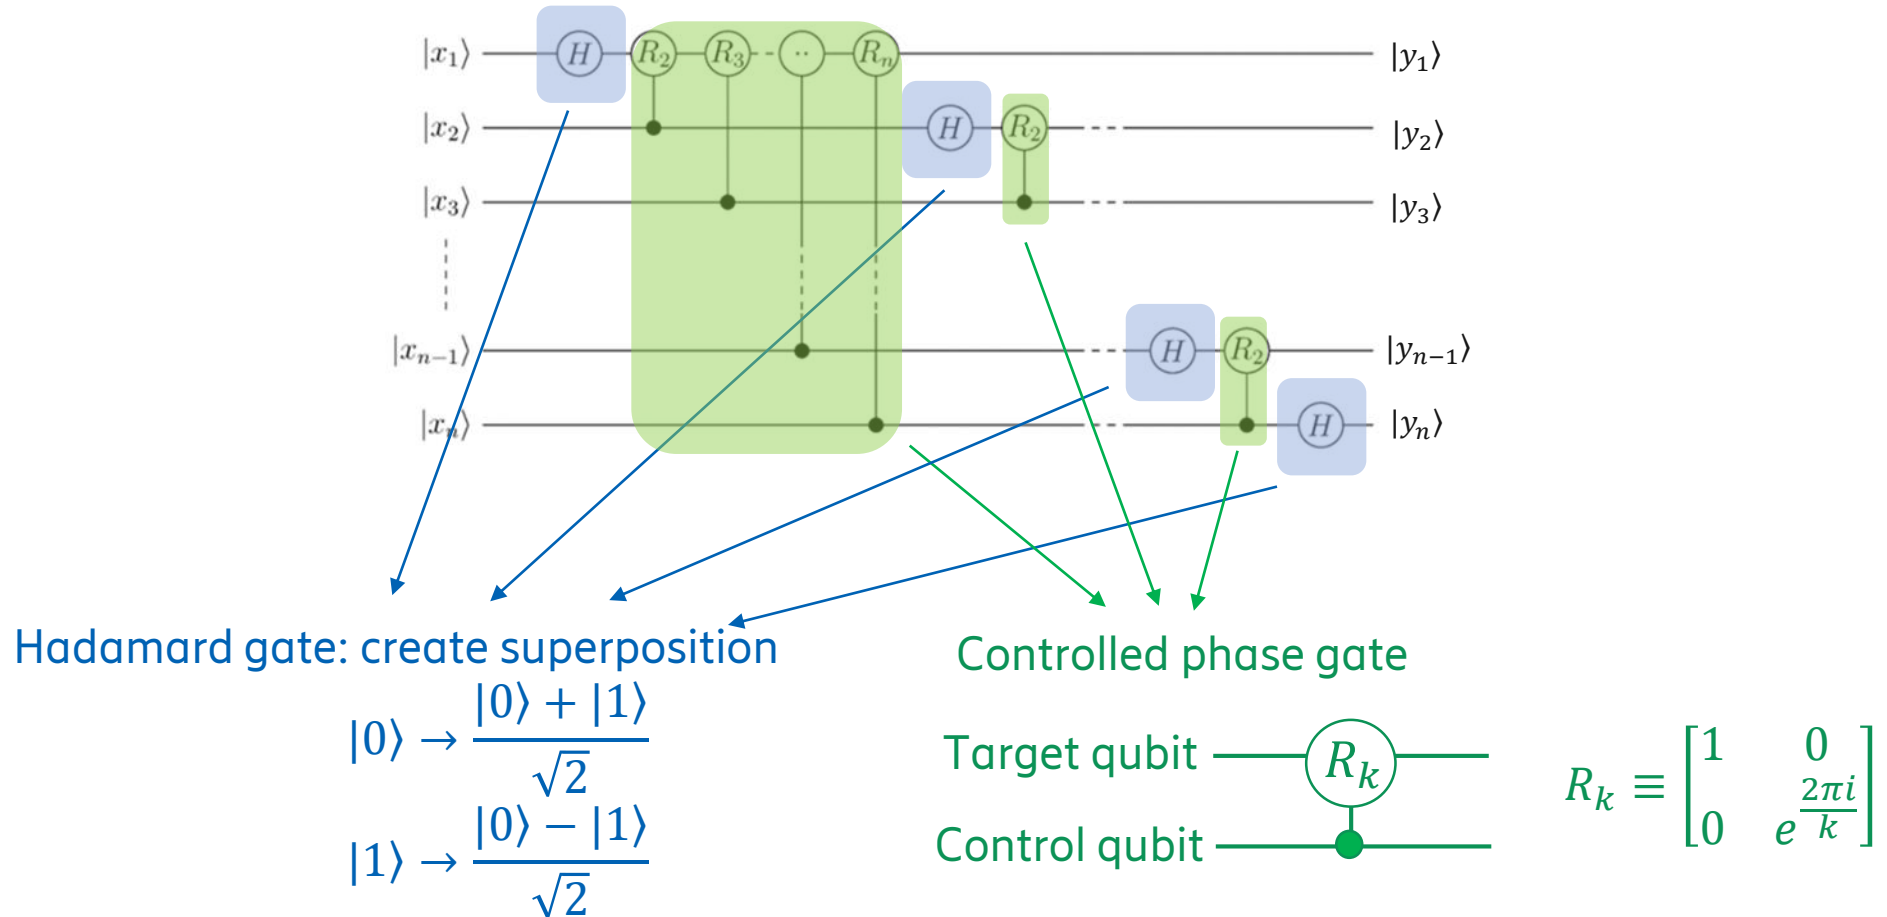 |x₁⟩ H R₂ R₃ ·· Rₙ |y₁⟩
|x₂⟩ H R₂ |y₂⟩
|x₃⟩ |y₃⟩
|xₙ₋₁⟩ H R₂ |yₙ₋₁⟩
|xₙ⟩ H |yₙ⟩
Hadamard gate: create superposition
|0⟩ → (|0⟩ + |1⟩)/√2
|1⟩ → (|0⟩ − |1⟩)/√2
Controlled phase gate
Target qubit Rₖ
Control qubit
Rₖ ≡ [1 0; 0 e^(2πi/k)]